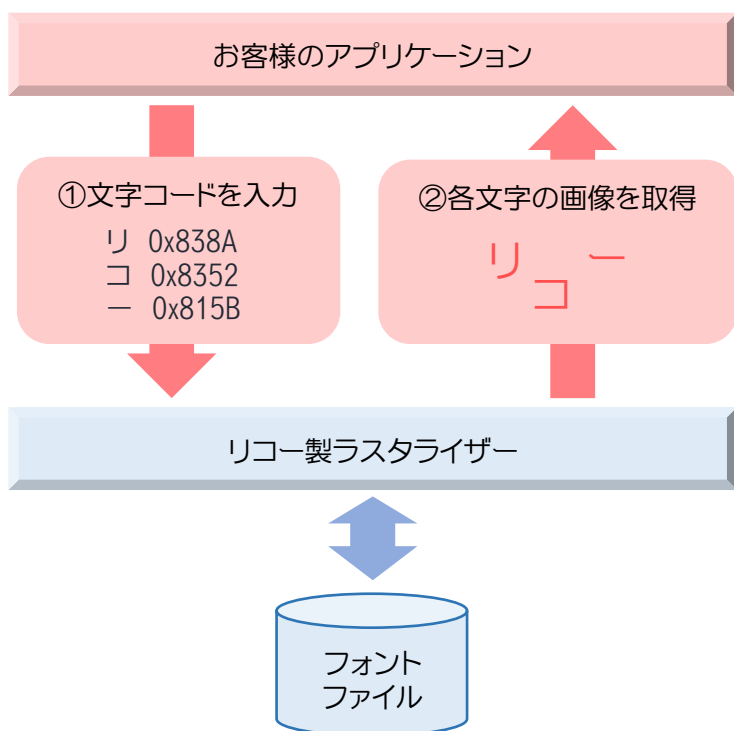 お客様のアプリケーション
①文字コードを入力
リ 0x838A
コ 0x8352
ー 0x815B
②各文字の画像を取得
リコー
リコー製ラスタライザー
フォント
ファイル